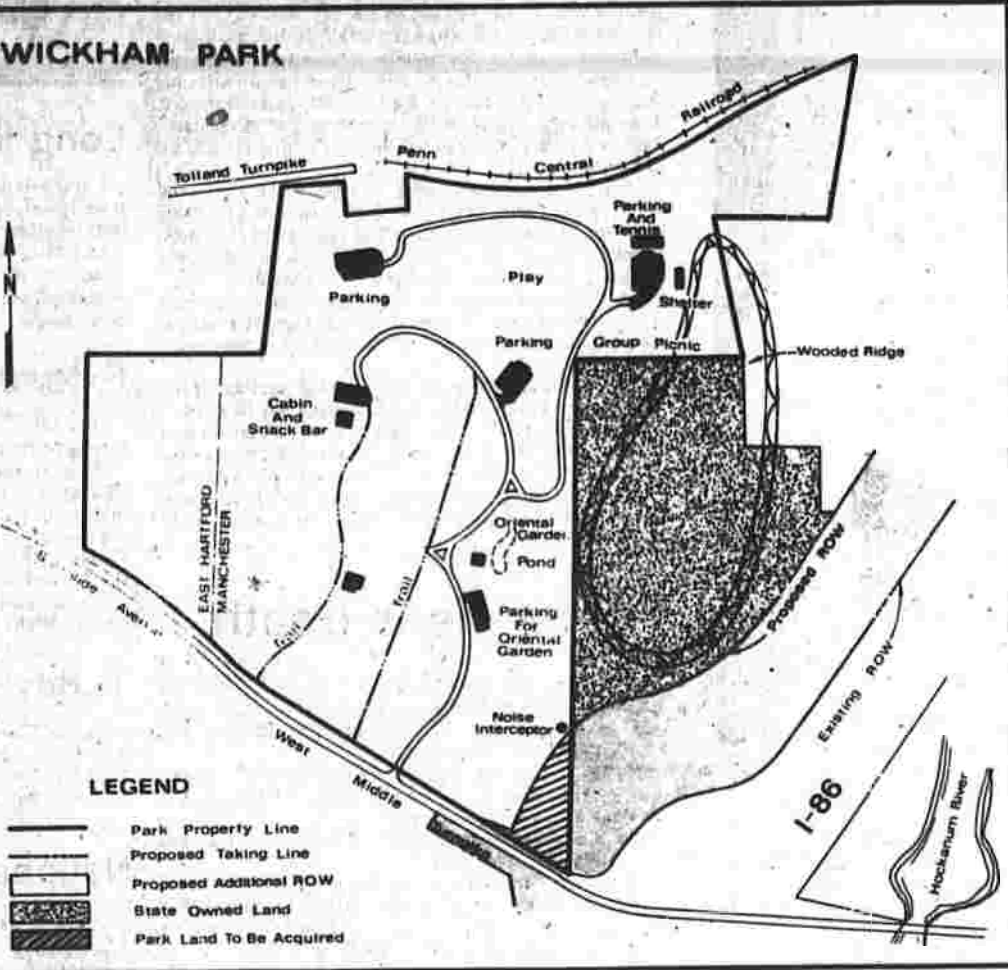 WICKHAM PARK
Railroad
Penn
Central
Tolland Turnpike
Parking
And
Tennis
N
Play
Parking
Shelter
Parking
Group Picnic
Wooded Ridge
Cabin
And
Snack Bar
EAST HARTFORD
MANCHESTER
Oriental
Garden
Pond
Proposed ROW
side Avenue
Trail
Trail
Parking
For
Oriental
Garden
Existing ROW
Noise
Interceptor
West
Middle
I-86
Hockanum River
LEGEND
Park Property Line
Proposed Taking Line
Proposed Additional ROW
State Owned Land
Park Land To Be Acquired